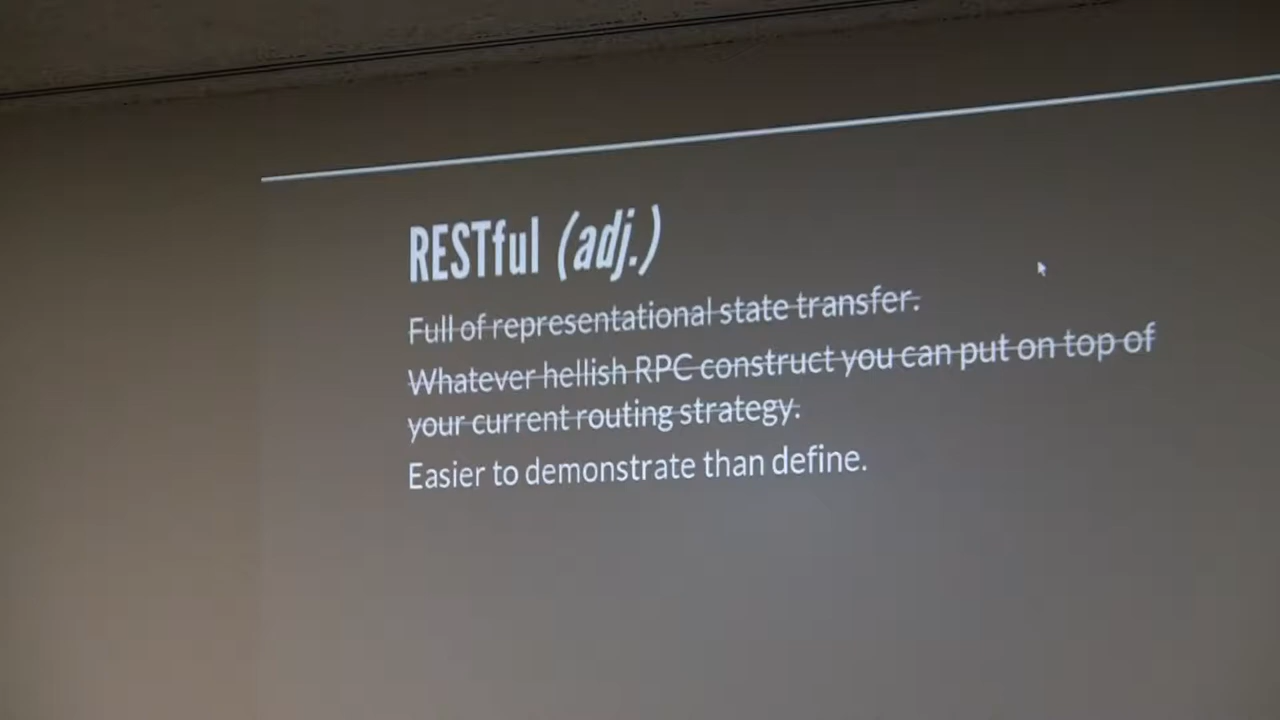 RESTful (adj.)
Full of representational state transfer.
Whatever hellish RPC construct you can put on top of
your current routing strategy.
Easier to demonstrate than define.